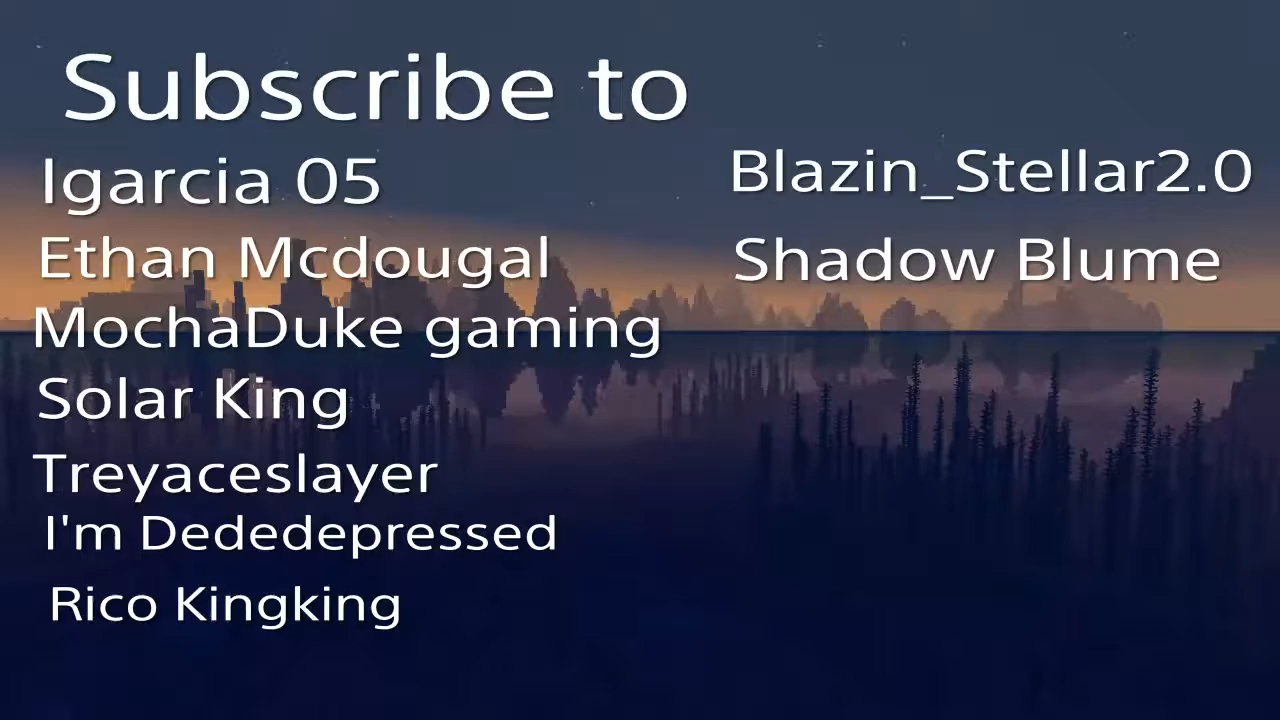 Subscribe to
Igarcia 05
Ethan Mcdougal
MochaDuke gaming
Solar King
Treyaceslayer
I'm Dededepressed
Rico Kingking
Blazin_Stellar2.0
Shadow Blume